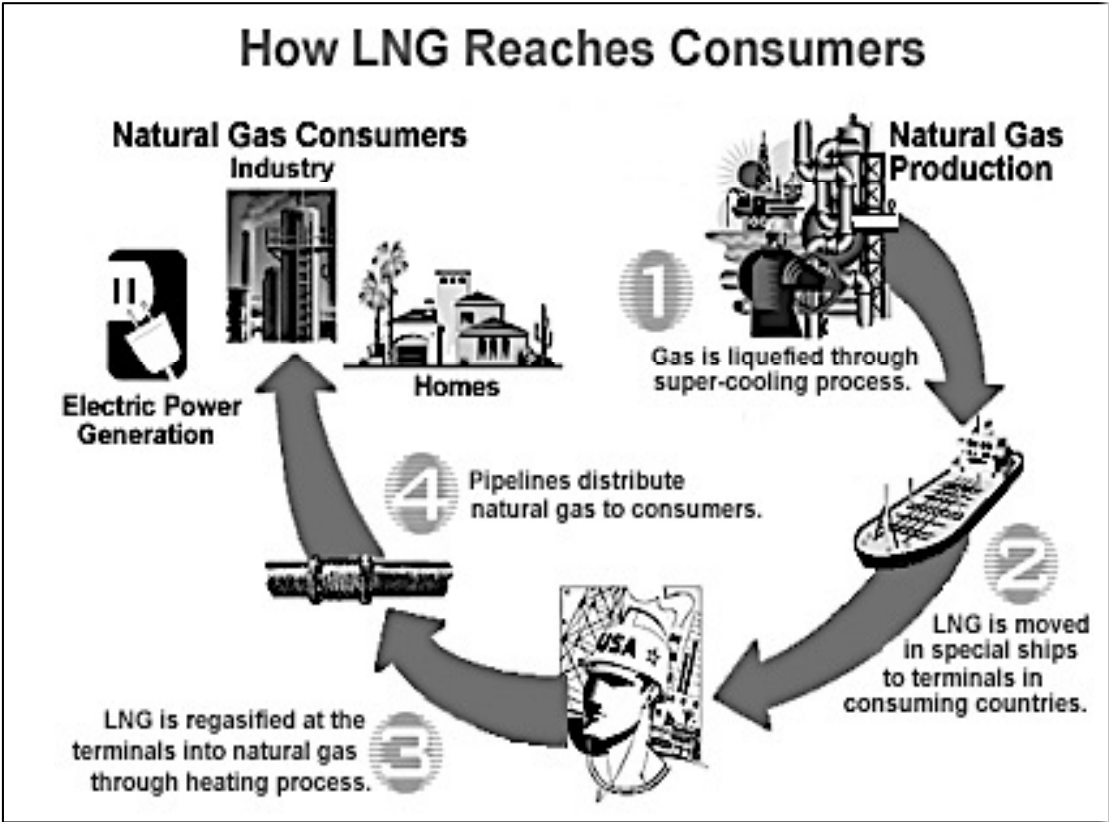 How LNG Reaches Consumers
Natural Gas Consumers
Industry
Electric Power
Generation
Homes
Natural Gas
Production
1
Gas is liquefied through
super-cooling process.
2
LNG is moved
in special ships
to terminals in
consuming countries.
USA
3
LNG is regasified at the
terminals into natural gas
through heating process.
4
Pipelines distribute
natural gas to consumers.